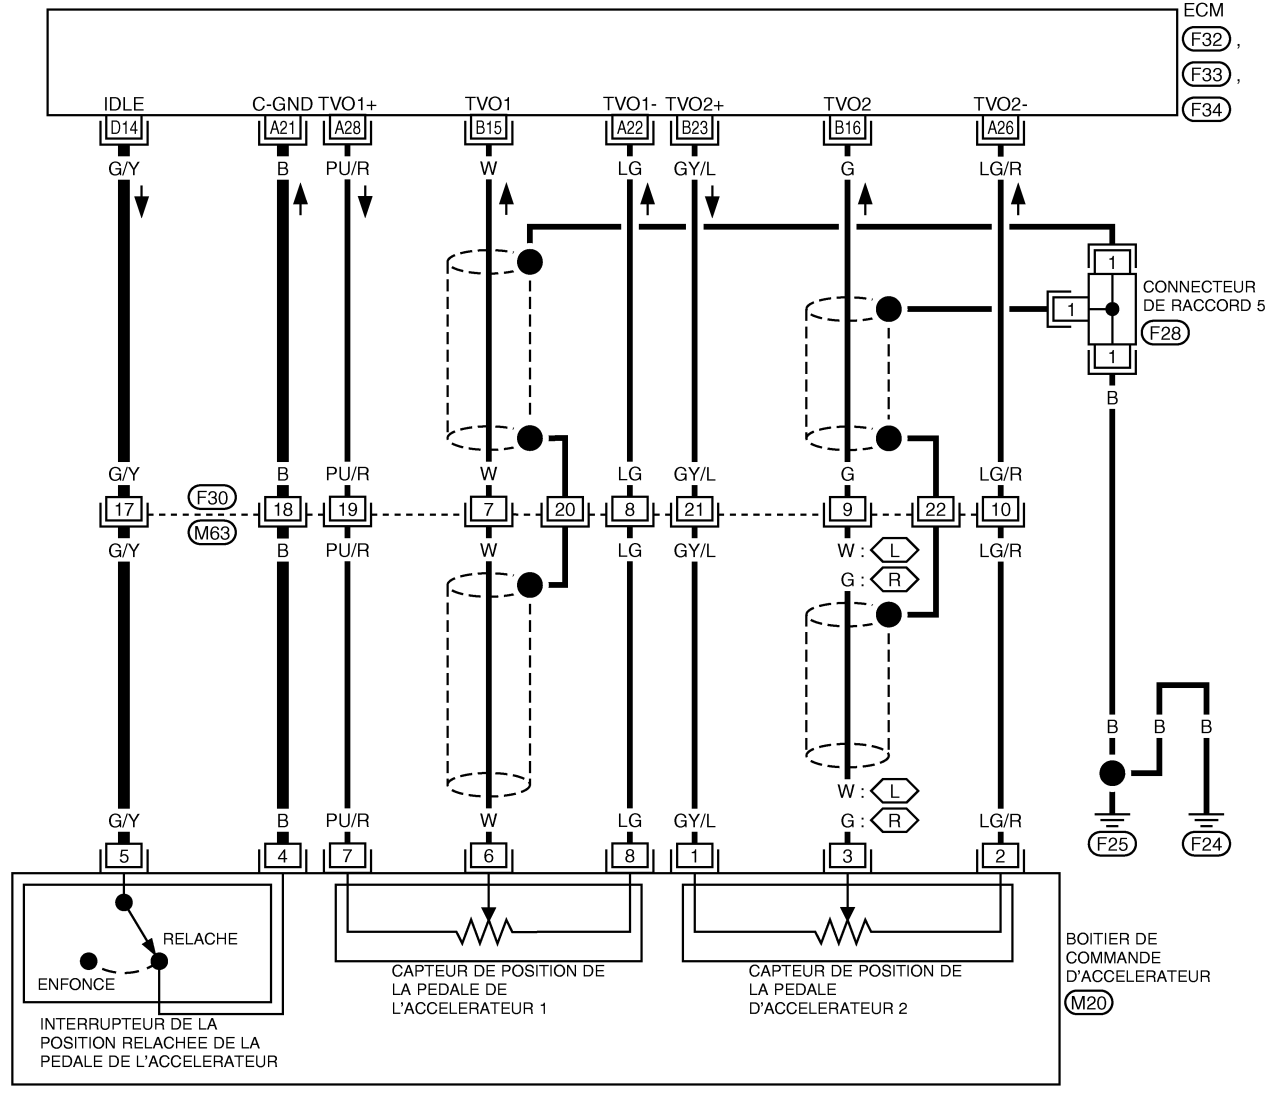 ECM
F32 ,
F33 ,
F34
IDLE C-GND TVO1+ TVO1 TVO1- TVO2+ TVO2 TVO2-
D14 A21 A28 B15 A22 B23 B16 A26
G/Y B PU/R W LG GY/L G LG/R
1
1
CONNECTEUR
DE RACCORD 5
F28
1
B
G/Y B PU/R W LG GY/L G LG/R
F30
17 18 19 7 20 8 21 9 22 10
M63
G/Y B PU/R W LG GY/L W : L LG/R
G : R
B B B
W : L
G/Y B PU/R W LG GY/L G : R LG/R
F25 F24
5 4 7 6 8 1 3 2
RELACHE
ENFONCE
CAPTEUR DE POSITION DE
LA PEDALE DE
L'ACCELERATEUR 1
CAPTEUR DE POSITION DE
LA PEDALE
D'ACCELERATEUR 2
BOITIER DE
COMMANDE
D'ACCELERATEUR
M20
INTERRUPTEUR DE LA
POSITION RELACHEE DE LA
PEDALE DE L'ACCELERATEUR